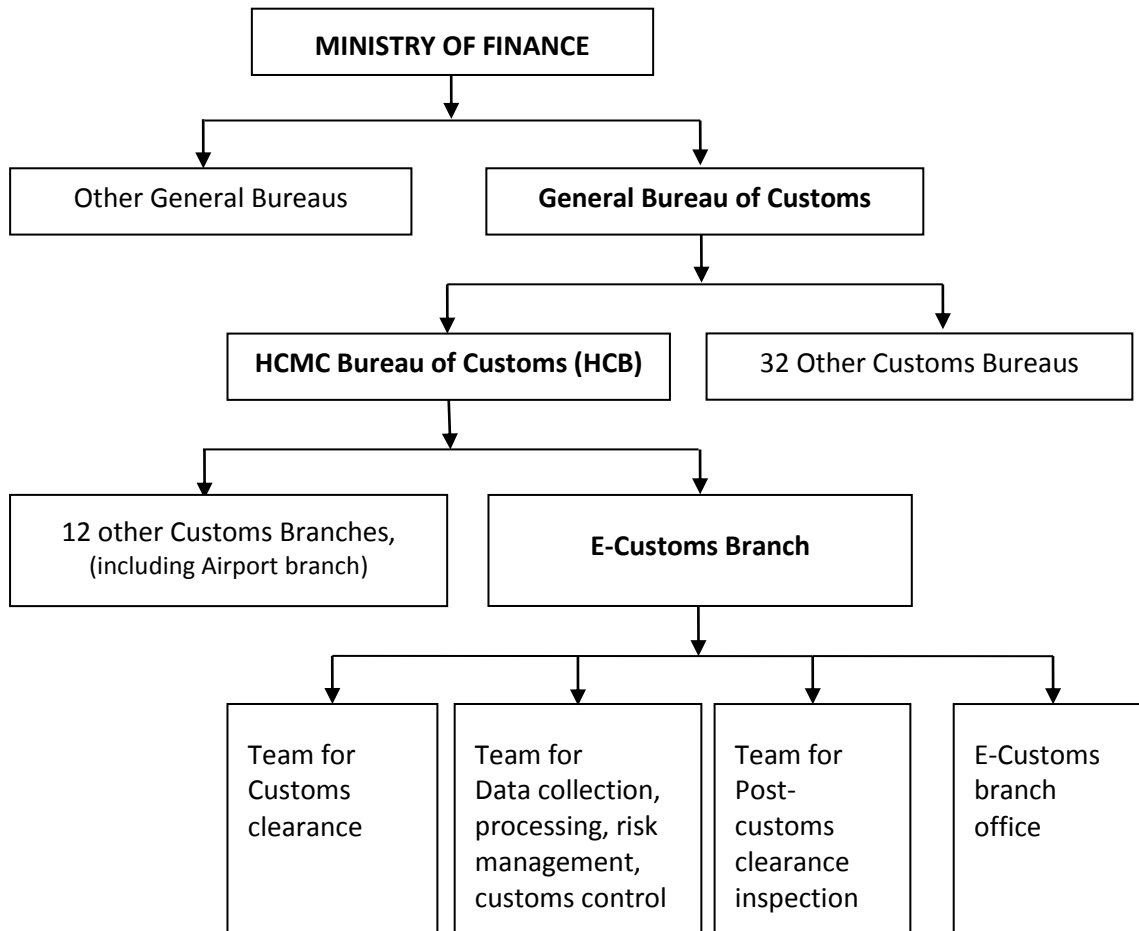 MINISTRY OF FINANCE
Other General Bureaus
General Bureau of Customs
HCMC Bureau of Customs (HCB)
32 Other Customs Bureaus
12 other Customs Branches,
(including Airport branch)
E-Customs Branch
Team for
Customs
clearance
Team for
Data collection,
processing, risk
management,
customs control
Team for
Post-
customs
clearance
inspection
E-Customs
branch
office